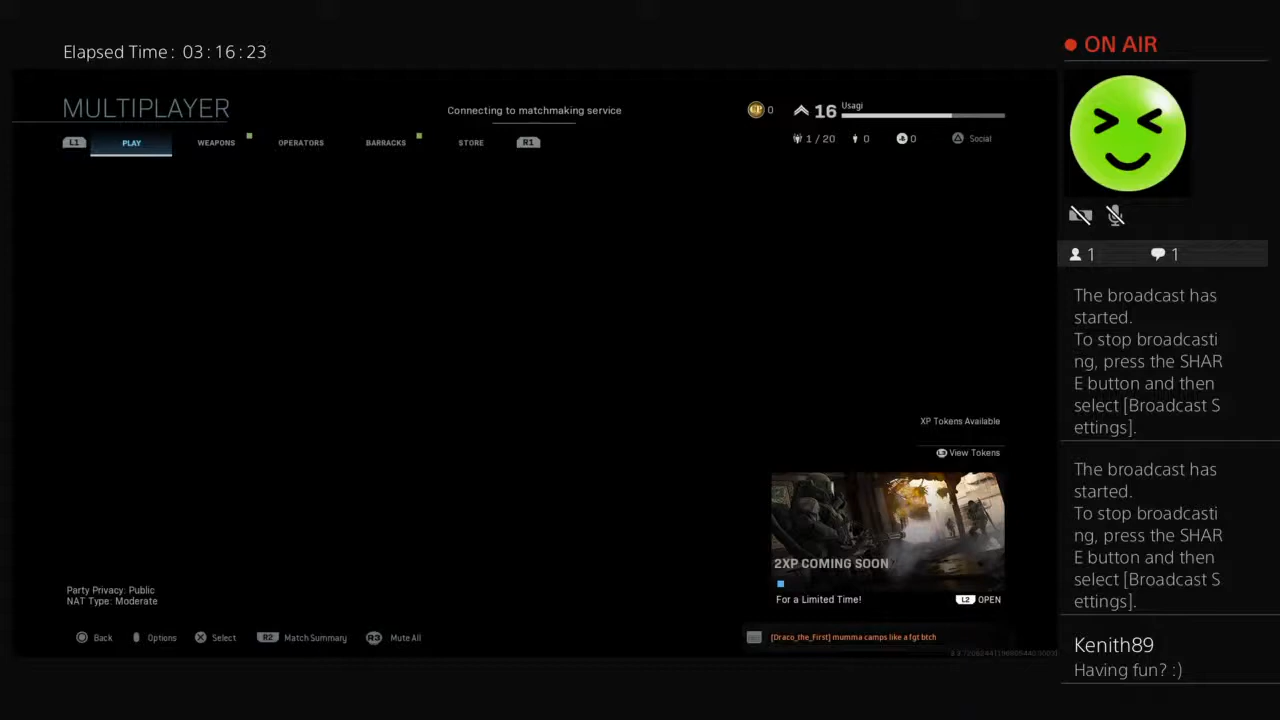 Elapsed Time: 03:16:23
ON AIR
MULTIPLAYER
Connecting to matchmaking service
CP 0
16
Usagi
1 / 20
0
0
Social
L1
PLAY
WEAPONS
OPERATORS
BARRACKS
STORE
R1
1
1
The broadcast has
started.
To stop broadcasti
ng, press the SHAR
E button and then
select [Broadcast S
ettings].
XP Tokens Available
View Tokens
The broadcast has
started.
To stop broadcasti
ng, press the SHAR
E button and then
select [Broadcast S
ettings].
2XP COMING SOON
For a Limited Time!
L2 OPEN
Party Privacy: Public
NAT Type: Moderate
Back
Options
Select
R2 Match Summary
R3 Mute All
[Draco_the_First] mumma camps like a fgt btch
Kenith89
Having fun? :)